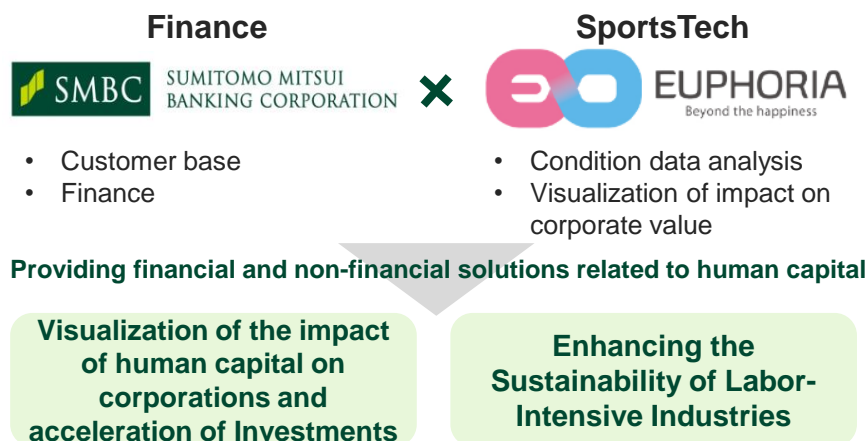 Finance
SportsTech
SMBC
SUMITOMO MITSUI
BANKING CORPORATION
×
EUPHORIA
Beyond the happiness
• Customer base
• Finance
• Condition data analysis
• Visualization of impact on
corporate value
Providing financial and non-financial solutions related to human capital
Visualization of the impact
of human capital on
corporations and
acceleration of Investments
Enhancing the
Sustainability of Labor-
Intensive Industries